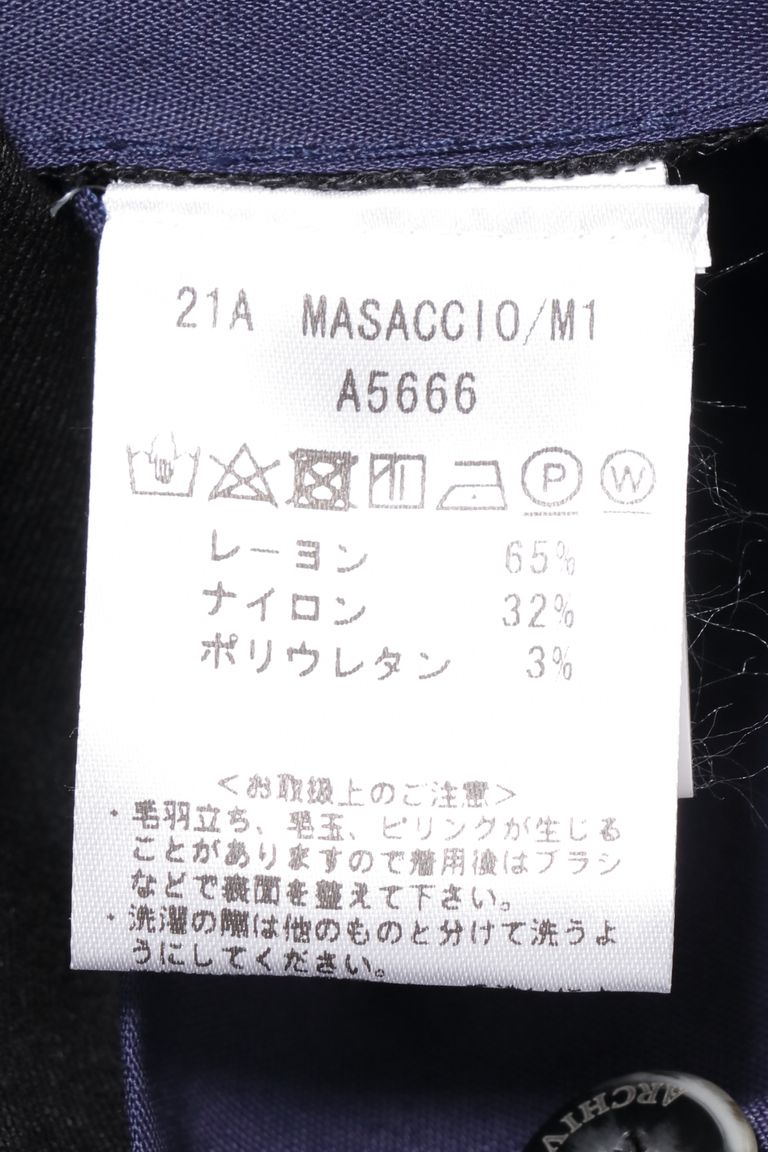 21A MASACCIO/M1
A5666
P W
レーヨン 65%
ナイロン 32%
ポリウレタン 3%
<お取扱上のご注意>
・毛羽立ち、毛玉、ピリングが生じる
ことがありますので着用後はブラシ
などで表面を整えて下さい。
・洗濯の際は他のものと分けて洗うよ
うにしてください。
ARCHIV